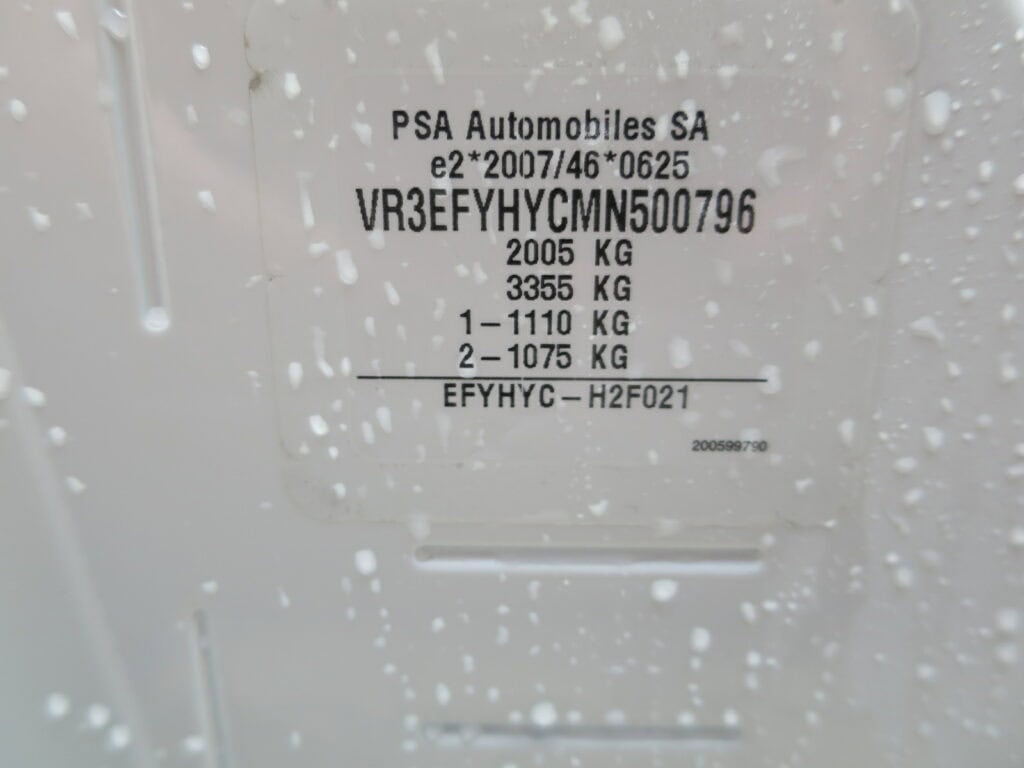 PSA Automobiles SA
e2*2007/46*0625
VR3EFYHYCMN500796
2005 KG
3355 KG
1-1110 KG
2-1075 KG
EFYHYC-H2F021
200599790